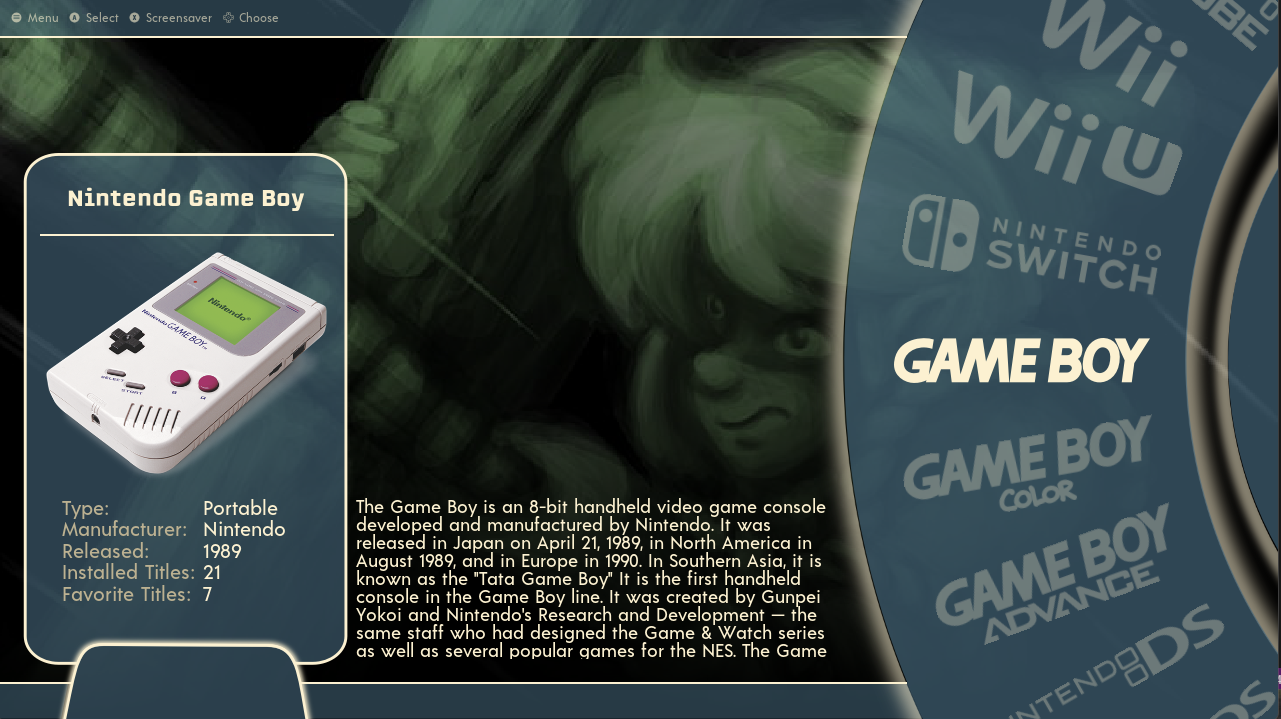 Menu Select Screensaver Choose
Nintendo Game Boy
Nintendo
Nintendo GAME BOY
SELECT
START
B A
Type: Portable
Manufacturer: Nintendo
Released: 1989
Installed Titles: 21
Favorite Titles: 7
The Game Boy is an 8-bit handheld video game console
developed and manufactured by Nintendo. It was
released in Japan on April 21, 1989, in North America in
August 1989, and in Europe in 1990. In Southern Asia, it is
known as the "Tata Game Boy" It is the first handheld
console in the Game Boy line. It was created by Gunpei
Yokoi and Nintendo's Research and Development — the
same staff who had designed the Game & Watch series
as well as several popular games for the NES. The Game
Wii
WiiU
NINTENDO
SWITCH
GAME BOY
GAME BOY
COLOR
GAME BOY
ADVANCE
NINTENDO DS